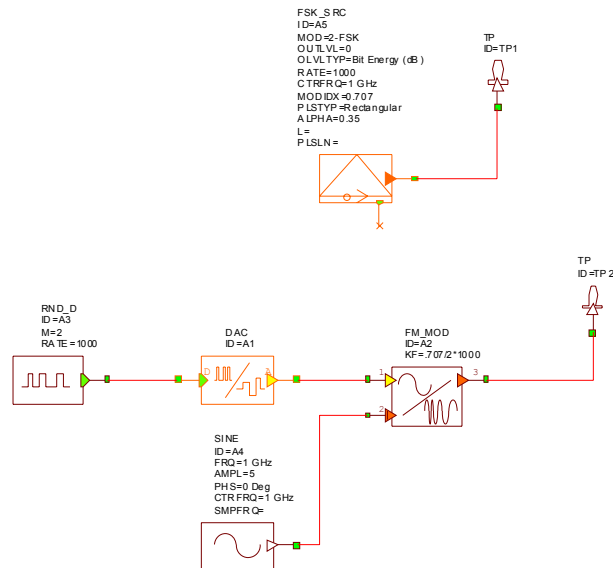 FSK_SRC
ID=A5
MOD=2-FSK
OUTLVL=0
OLVLTYP=Bit Energy (dB)
RATE=1000
CTRFRQ=1 GHz
MODIDX=0.707
PLSTYP=Rectangular
ALPHA=0.35
L=
PLSLN=
TP
ID=TP1
TP
ID=TP2
RND_D
ID=A3
M=2
RATE=1000
DAC
ID=A1
D
A
FM_MOD
ID=A2
KF=.707/2*1000
1
2
3
SINE
ID=A4
FRQ=1 GHz
AMPL=5
PHS=0 Deg
CTRFRQ=1 GHz
SMPFRQ=